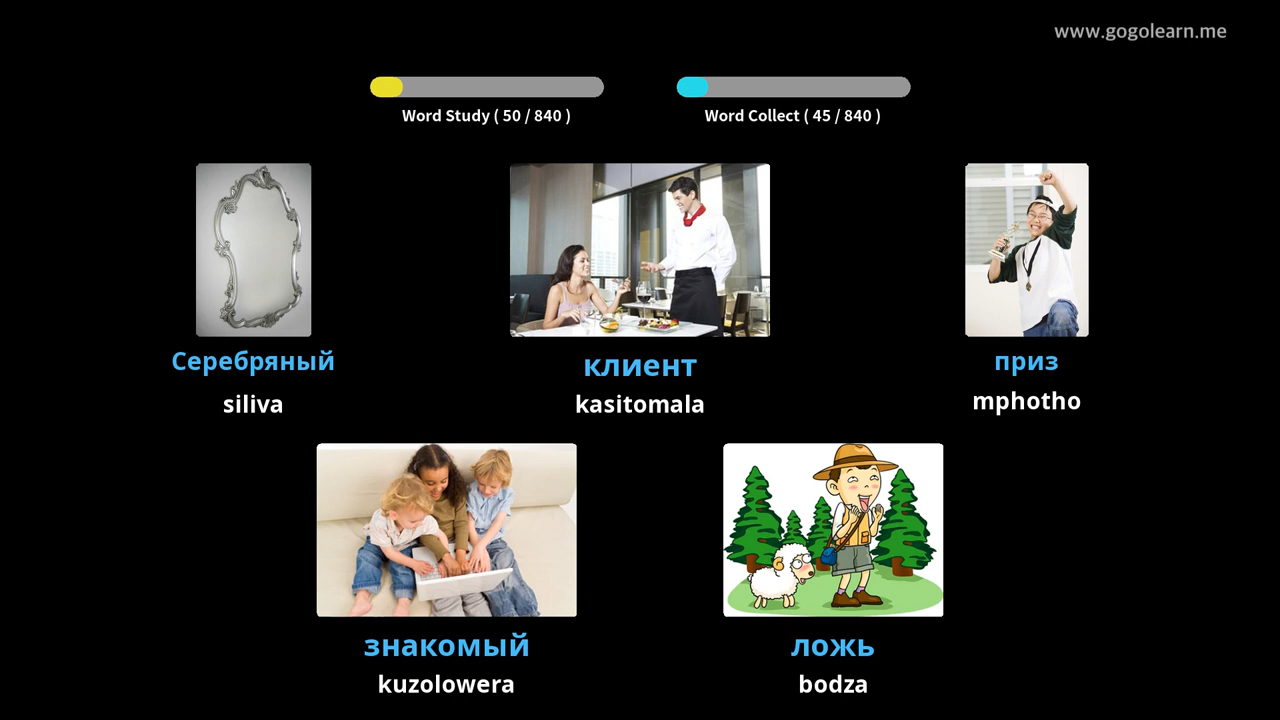 www.gogolearn.me
Word Study ( 50 / 840 )
Word Collect ( 45 / 840 )
Серебряный
siliva
клиент
kasitomala
приз
mphotho
знакомый
kuzolowera
ложь
bodza